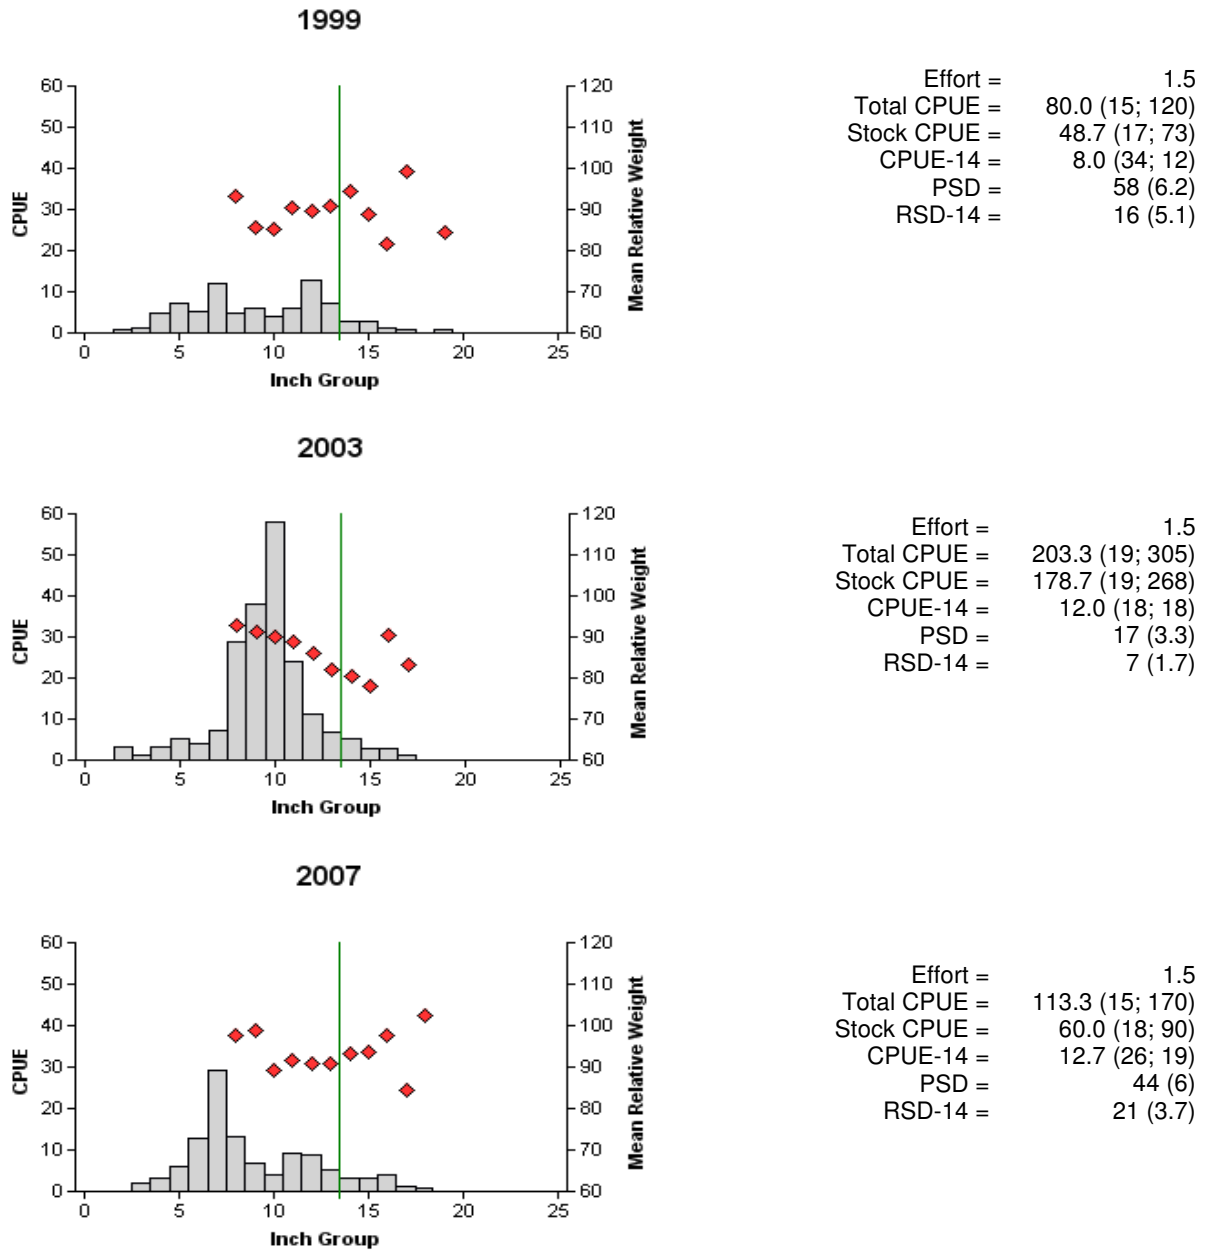 1999
60
50
40
30
20
10
0
CPUE
120
110
100
90
80
70
60
Mean Relative Weight
0 5 10 15 20 25
Inch Group
Effort = 1.5
Total CPUE = 80.0 (15; 120)
Stock CPUE = 48.7 (17; 73)
CPUE-14 = 8.0 (34; 12)
PSD = 58 (6.2)
RSD-14 = 16 (5.1)
2003
60
50
40
30
20
10
0
CPUE
120
110
100
90
80
70
60
Mean Relative Weight
0 5 10 15 20 25
Inch Group
Effort = 1.5
Total CPUE = 203.3 (19; 305)
Stock CPUE = 178.7 (19; 268)
CPUE-14 = 12.0 (18; 18)
PSD = 17 (3.3)
RSD-14 = 7 (1.7)
2007
60
50
40
30
20
10
0
CPUE
120
110
100
90
80
70
60
Mean Relative Weight
0 5 10 15 20 25
Inch Group
Effort = 1.5
Total CPUE = 113.3 (15; 170)
Stock CPUE = 60.0 (18; 90)
CPUE-14 = 12.7 (26; 19)
PSD = 44 (6)
RSD-14 = 21 (3.7)